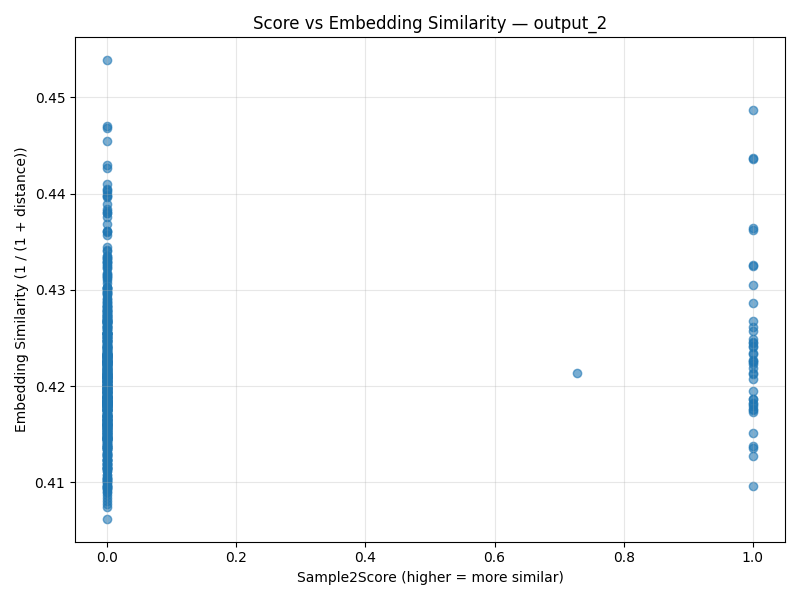 Score vs Embedding Similarity — output_2
Embedding Similarity (1 / (1 + distance))
0.45
0.44
0.43
0.42
0.41
0.0 0.2 0.4 0.6 0.8 1.0
Sample2Score (higher = more similar)